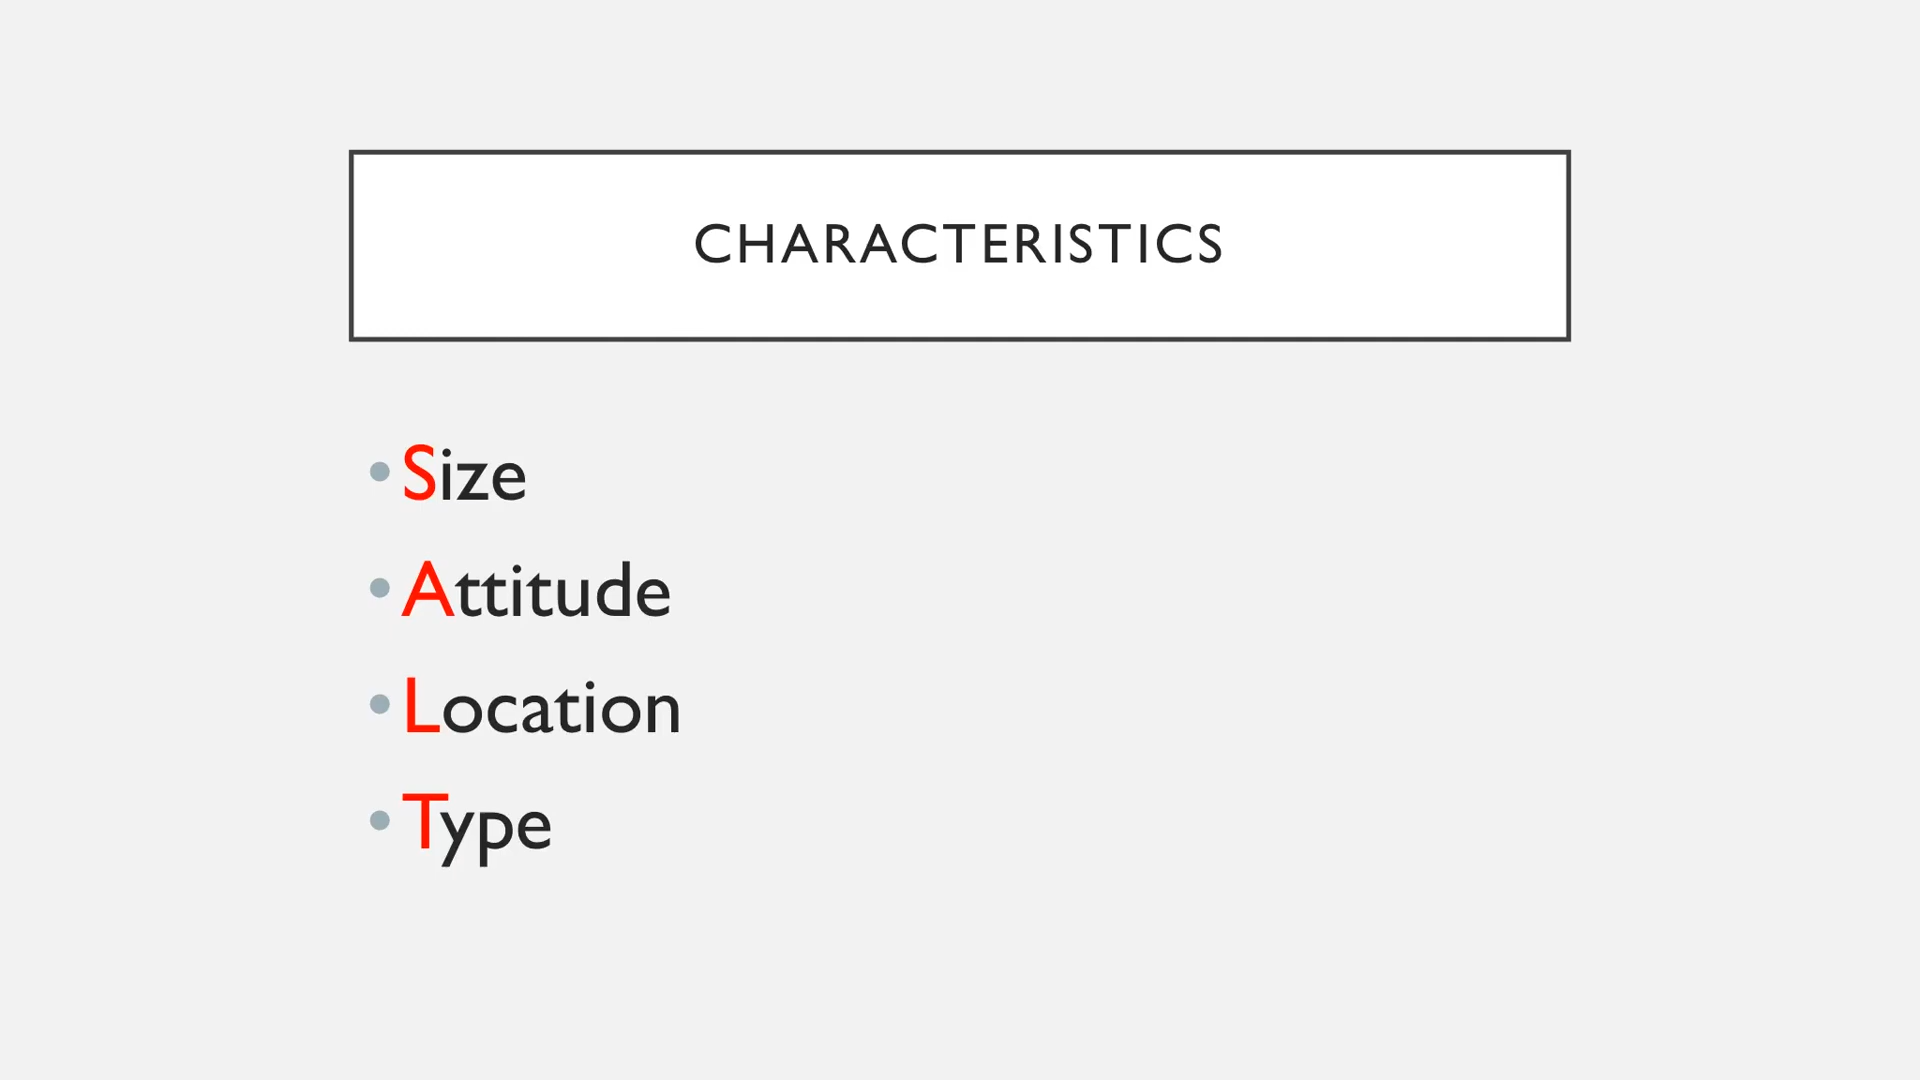 CHARACTERISTICS
• Size
• Attitude
• Location
• Type